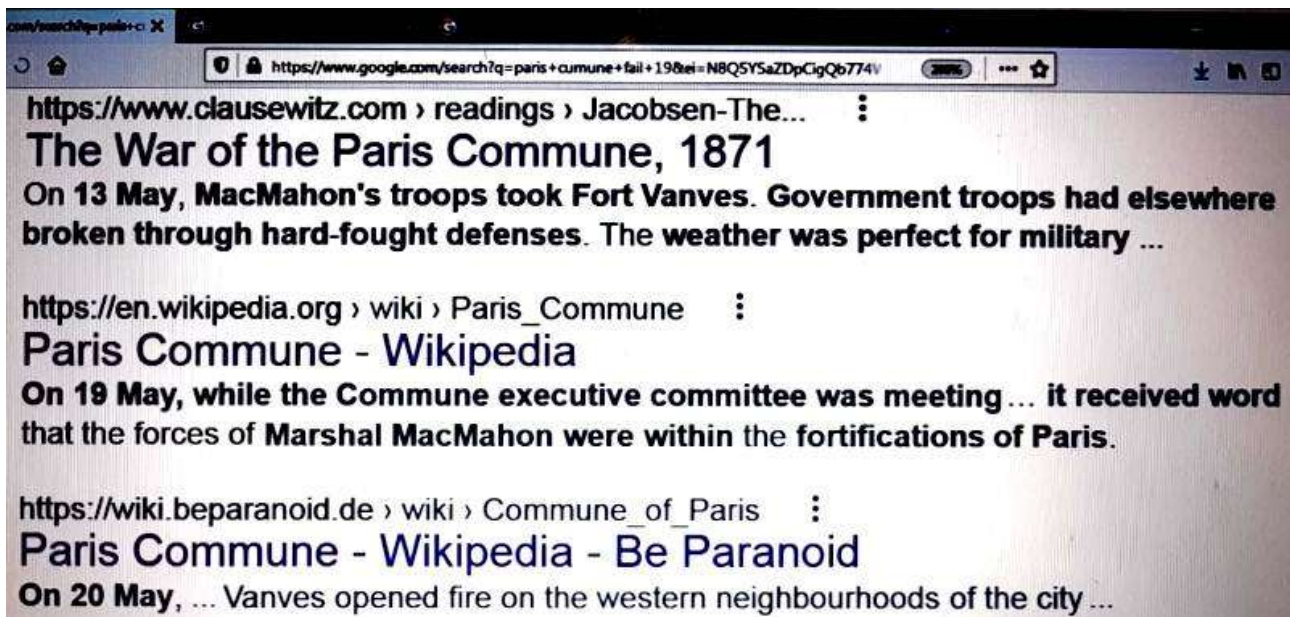 https://www.google.com/search?q=paris+cumune+fail+19&ei=N8Q5YSaZDpCigQb774V
https://www.clausewitz.com › readings › Jacobsen-The...
The War of the Paris Commune, 1871
On 13 May, MacMahon's troops took Fort Vanves. Government troops had elsewhere
broken through hard-fought defenses. The weather was perfect for military ...
https://en.wikipedia.org › wiki › Paris_Commune
Paris Commune - Wikipedia
On 19 May, while the Commune executive committee was meeting ... it received word
that the forces of Marshal MacMahon were within the fortifications of Paris.
https://wiki.beparanoid.de › wiki › Commune_of_Paris
Paris Commune - Wikipedia - Be Paranoid
On 20 May, ... Vanves opened fire on the western neighbourhoods of the city ...